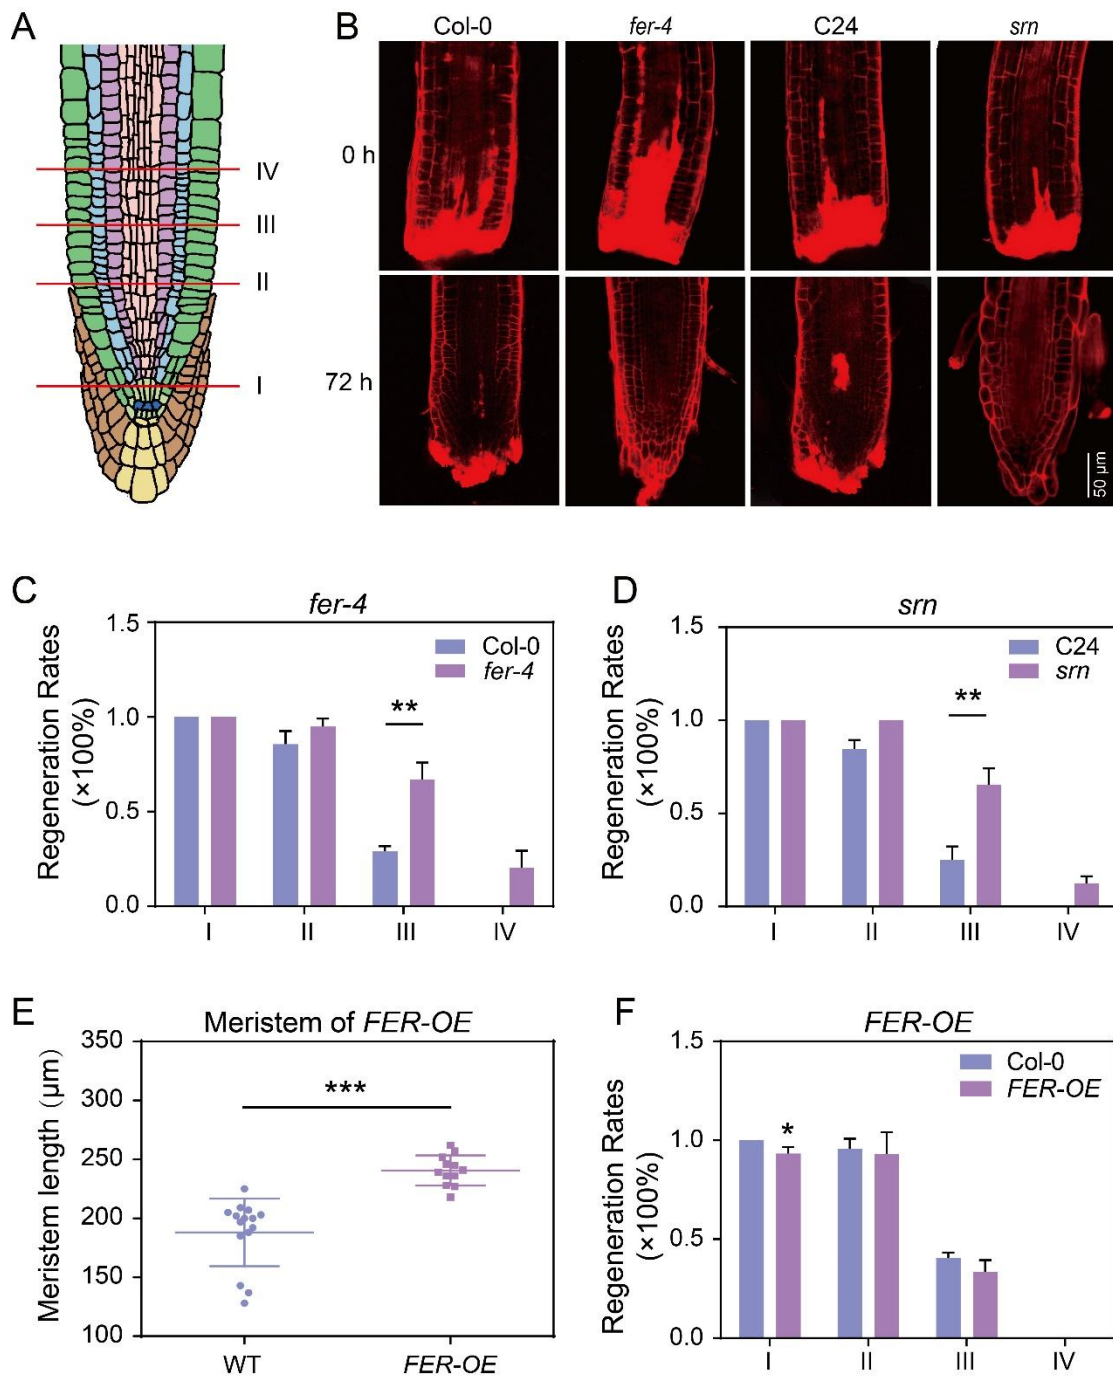 A
IV
III
II
I
B
Col-0 fer-4 C24 srn
0 h
72 h
50 µm
C
fer-4
Regeneration Rates
(×100%)
1.5
1.0
0.5
0.0
Col-0
fer-4
**
I II III IV
D
srn
Regeneration Rates
(×100%)
1.5
1.0
0.5
0.0
C24
srn
**
I II III IV
E
Meristem of FER-OE
Meristem length (µm)
350
300
250
200
150
100
***
WT FER-OE
F
FER-OE
Regeneration Rates
(×100%)
1.5
1.0
0.5
0.0
Col-0
FER-OE
*
I II III IV